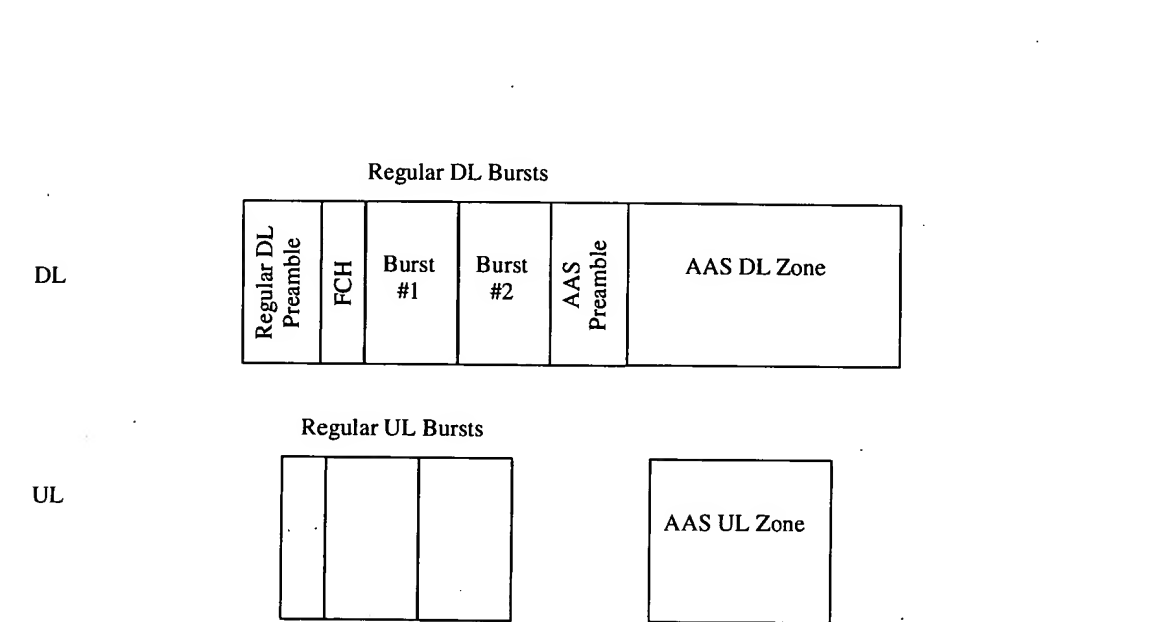 Regular DL Bursts
DL
Regular DL
Preamble
FCH
Burst
#1
Burst
#2
AAS
Preamble
AAS DL Zone
Regular UL Bursts
UL
AAS UL Zone